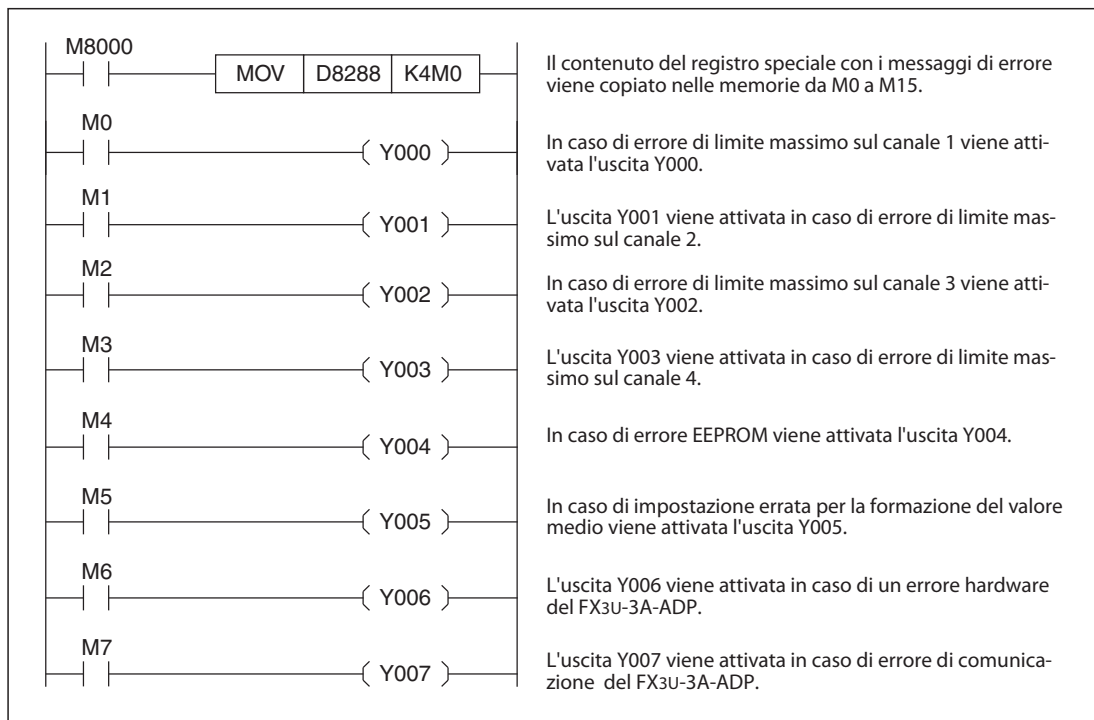 M8000
MOV D8288 K4M0
Il contenuto del registro speciale con i messaggi di errore
viene copiato nelle memorie da M0 a M15.
M0
Y000
In caso di errore di limite massimo sul canale 1 viene atti-
vata l'uscita Y000.
M1
Y001
L'uscita Y001 viene attivata in caso di errore di limite mas-
simo sul canale 2.
M2
Y002
In caso di errore di limite massimo sul canale 3 viene atti-
vata l'uscita Y002.
M3
Y003
L'uscita Y003 viene attivata in caso di errore di limite mas-
simo sul canale 4.
M4
Y004
In caso di errore EEPROM viene attivata l'uscita Y004.
M5
Y005
In caso di impostazione errata per la formazione del valore
medio viene attivata l'uscita Y005.
M6
Y006
L'uscita Y006 viene attivata in caso di un errore hardware
del FX3U-3A-ADP.
M7
Y007
L'uscita Y007 viene attivata in caso di errore di comunica-
zione del FX3U-3A-ADP.